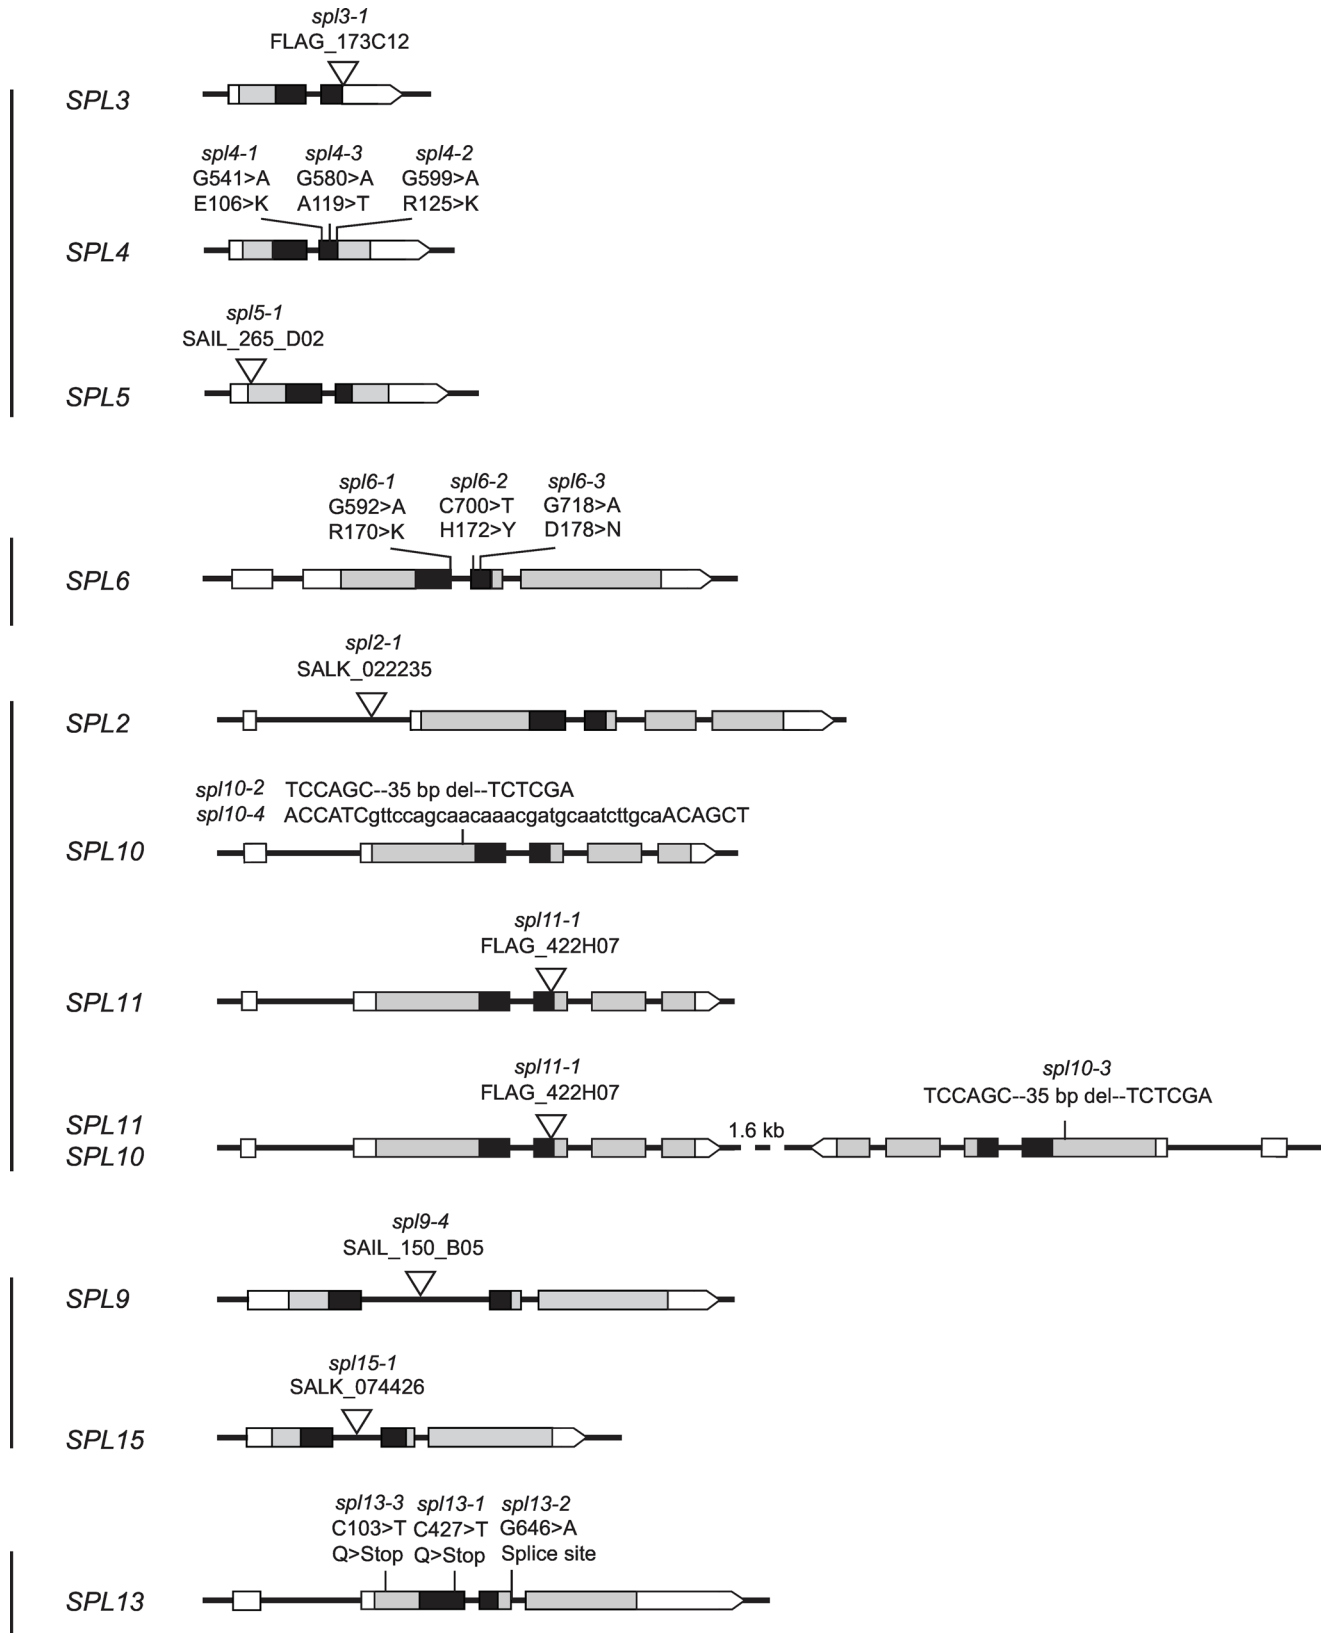 spl3-1
FLAG_173C12
SPL3
spl4-1 spl4-3 spl4-2
G541>A G580>A G599>A
E106>K A119>T R125>K
SPL4
spl5-1
SAIL_265_D02
SPL5
spl6-1 spl6-2 spl6-3
G592>A C700>T G718>A
R170>K H172>Y D178>N
SPL6
spl2-1
SALK_022235
SPL2
spl10-2 TCCAGC--35 bp del--TCTCGA
spl10-4 ACCATCgttccagcaacaaacgatgcaatcttgcaACAGCT
SPL10
spl11-1
FLAG_422H07
SPL11
spl11-1 spl10-3
FLAG_422H07 TCCAGC--35 bp del--TCTCGA
SPL11 1.6 kb
SPL10
spl9-4
SAIL_150_B05
SPL9
spl15-1
SALK_074426
SPL15
spl13-3 spl13-1 spl13-2
C103>T C427>T G646>A
Q>Stop Q>Stop Splice site
SPL13